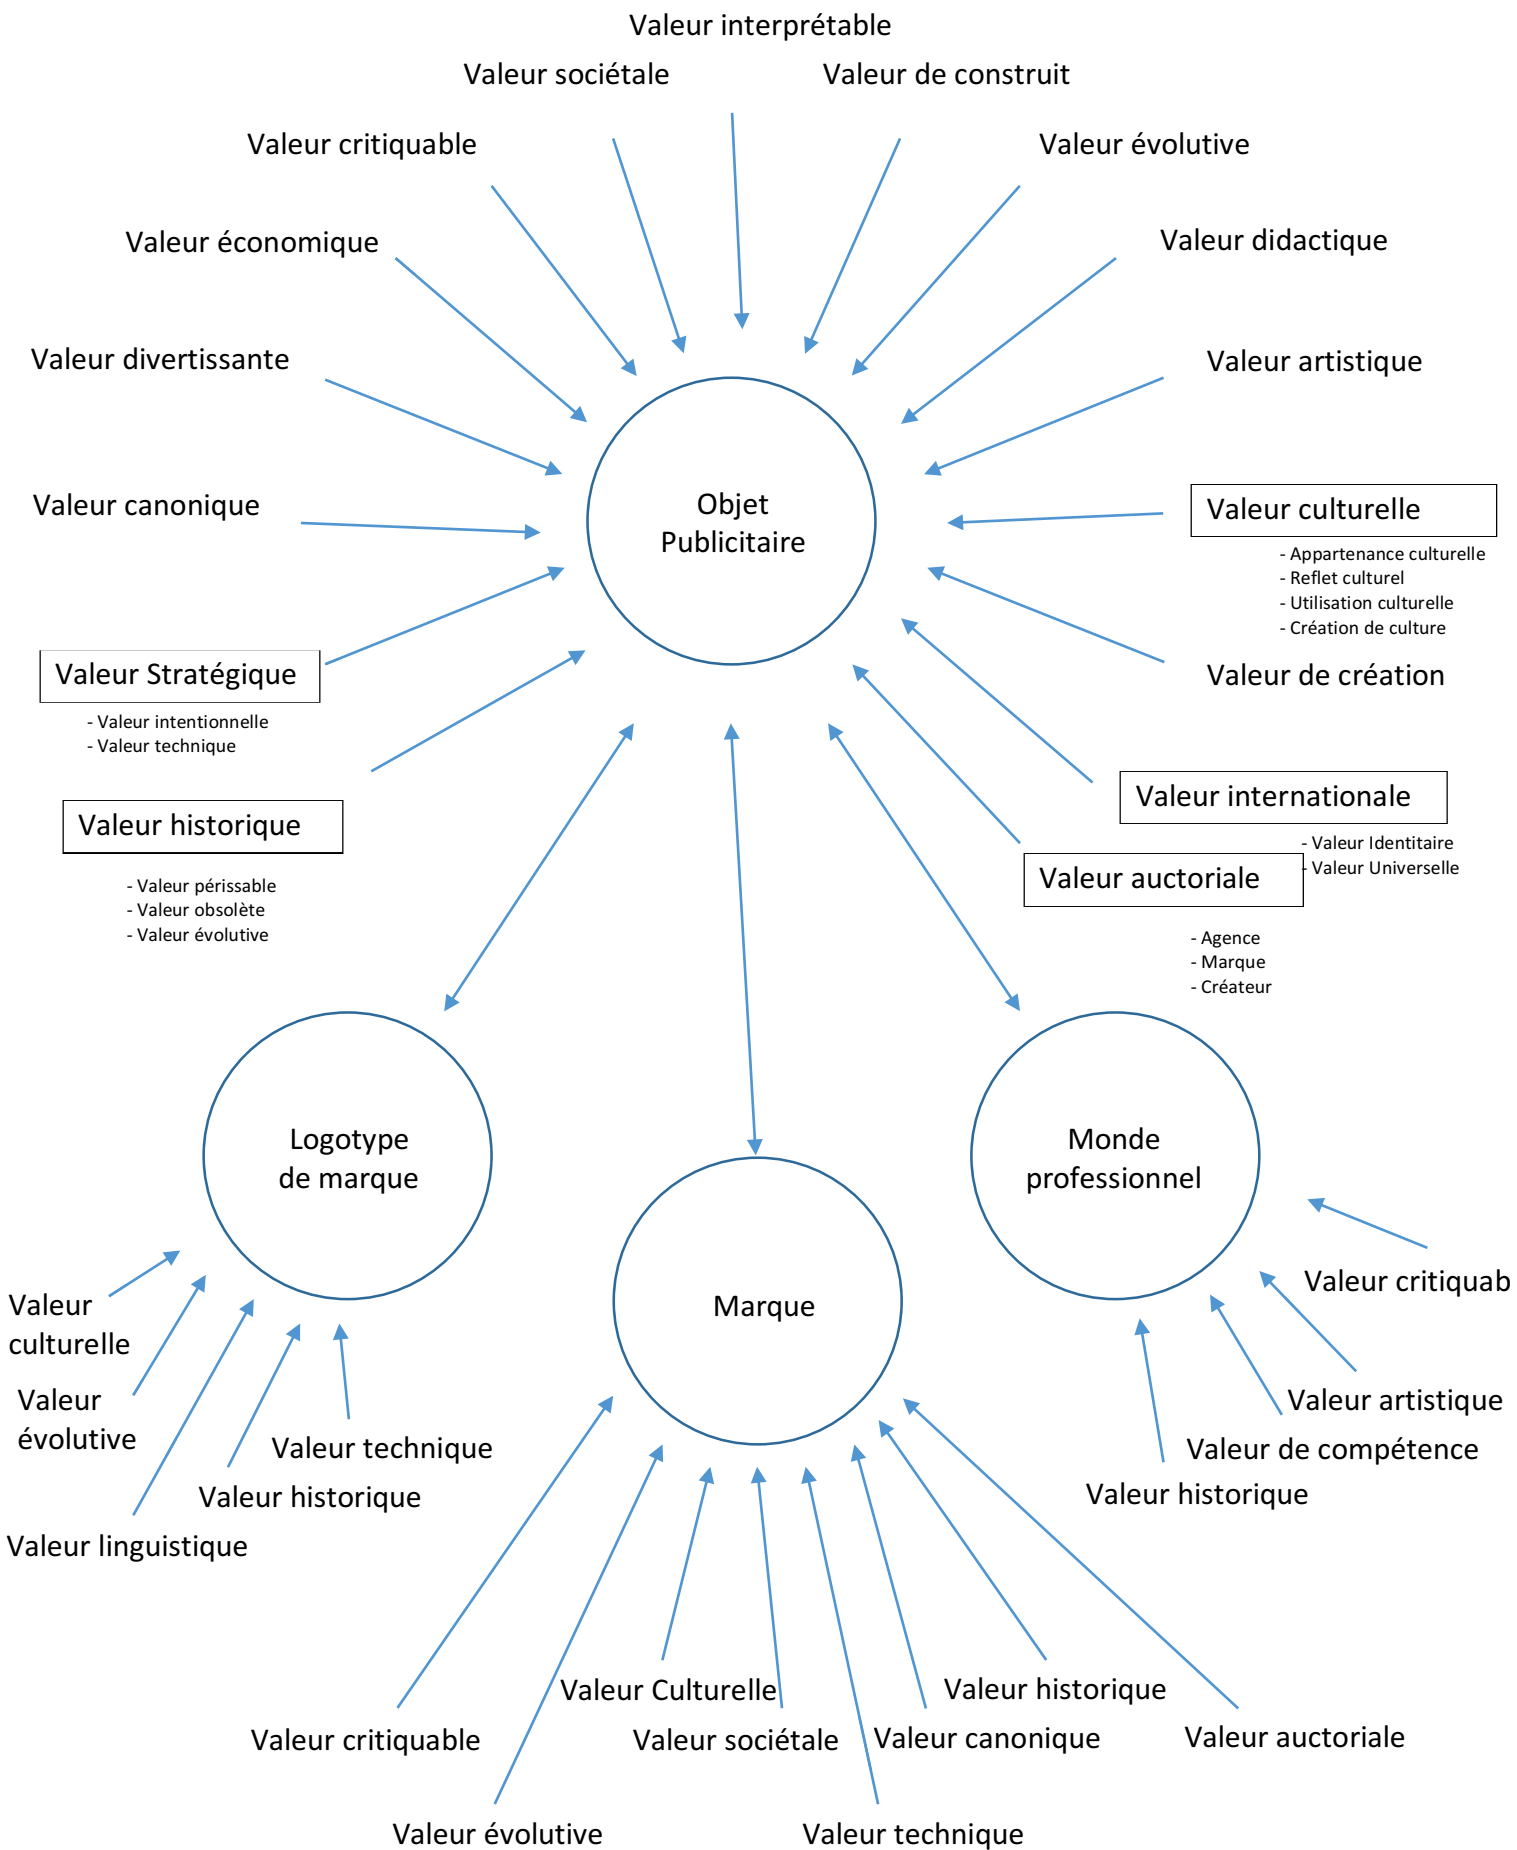 Valeur interprétable
Valeur sociétale
Valeur de construit
Valeur critiquable
Valeur évolutive
Valeur économique
Valeur didactique
Valeur divertissante
Valeur artistique
Valeur canonique
Objet
Publicitaire
Valeur culturelle
- Appartenance culturelle
- Reflet culturel
- Utilisation culturelle
- Création de culture
Valeur Stratégique
- Valeur intentionnelle
- Valeur technique
Valeur de création
Valeur historique
- Valeur périssable
- Valeur obsolète
- Valeur évolutive
Valeur internationale
- Valeur Identitaire
- Valeur Universelle
Valeur auctoriale
- Agence
- Marque
- Créateur
Logotype
de marque
Monde
professionnel
Marque
Valeur
culturelle
Valeur
évolutive
Valeur technique
Valeur historique
Valeur linguistique
Valeur critiquab
Valeur artistique
Valeur de compétence
Valeur historique
Valeur Culturelle
Valeur historique
Valeur critiquable
Valeur sociétale
Valeur canonique
Valeur auctoriale
Valeur évolutive
Valeur technique